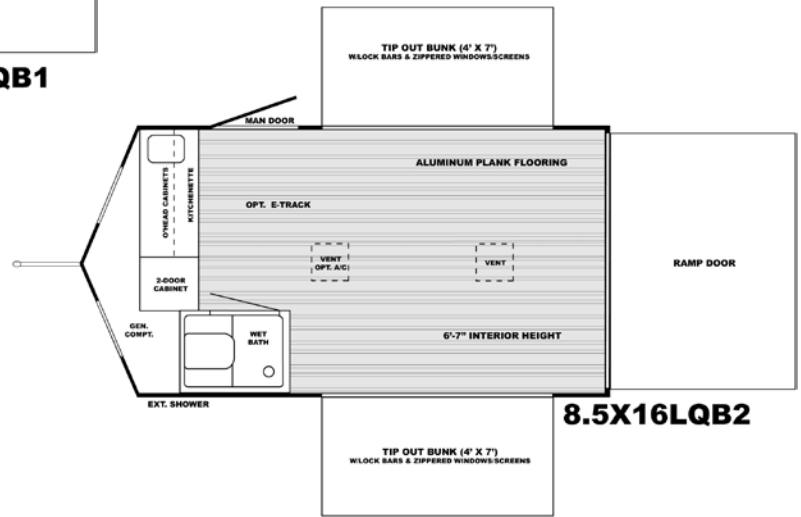 QB1
TIP OUT BUNK (4' X 7')
W/LOCK BARS & ZIPPERED WINDOWS/SCREENS
MAN DOOR
O'HEAD CABINETS
KITCHENETTE
ALUMINUM PLANK FLOORING
OPT. E-TRACK
VENT
OPT. A/C
VENT
RAMP DOOR
2-DOOR
CABINET
GEN.
COMPT.
WET
BATH
6'-7" INTERIOR HEIGHT
EXT. SHOWER
8.5X16LQB2
TIP OUT BUNK (4' X 7')
W/LOCK BARS & ZIPPERED WINDOWS/SCREENS